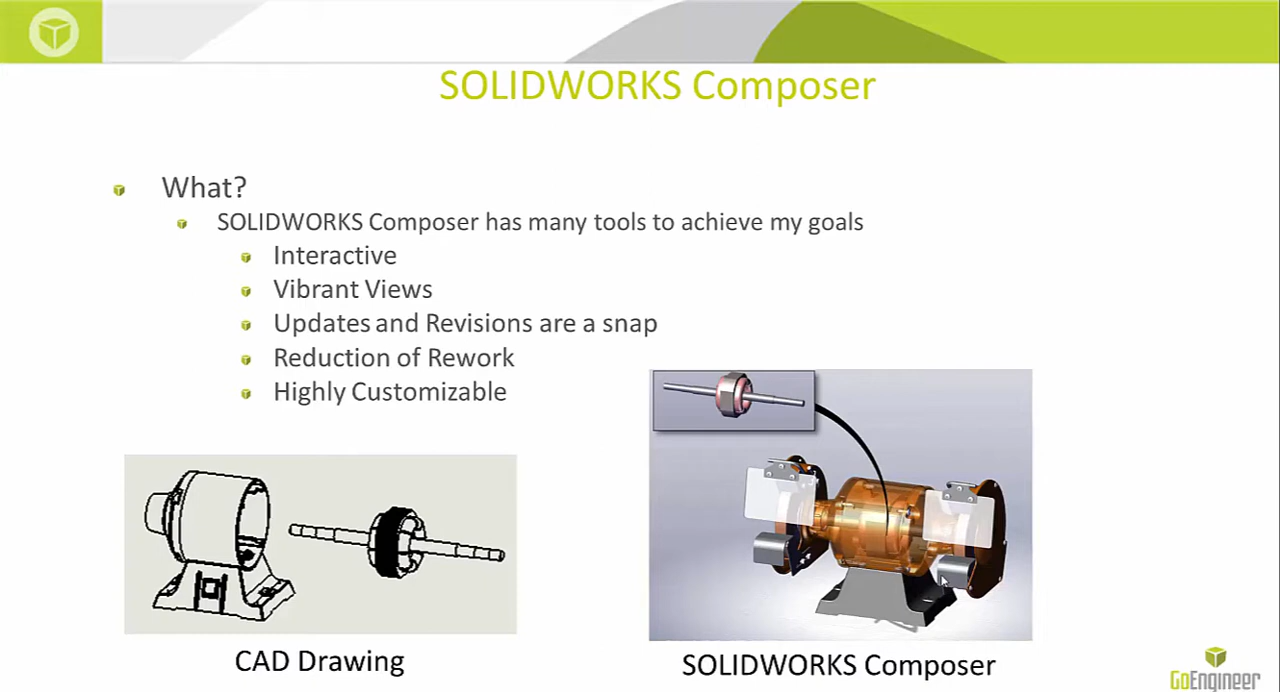 SOLIDWORKS Composer
What?
SOLIDWORKS Composer has many tools to achieve my goals
Interactive
Vibrant Views
Updates and Revisions are a snap
Reduction of Rework
Highly Customizable
CAD Drawing
SOLIDWORKS Composer
GoEngineer